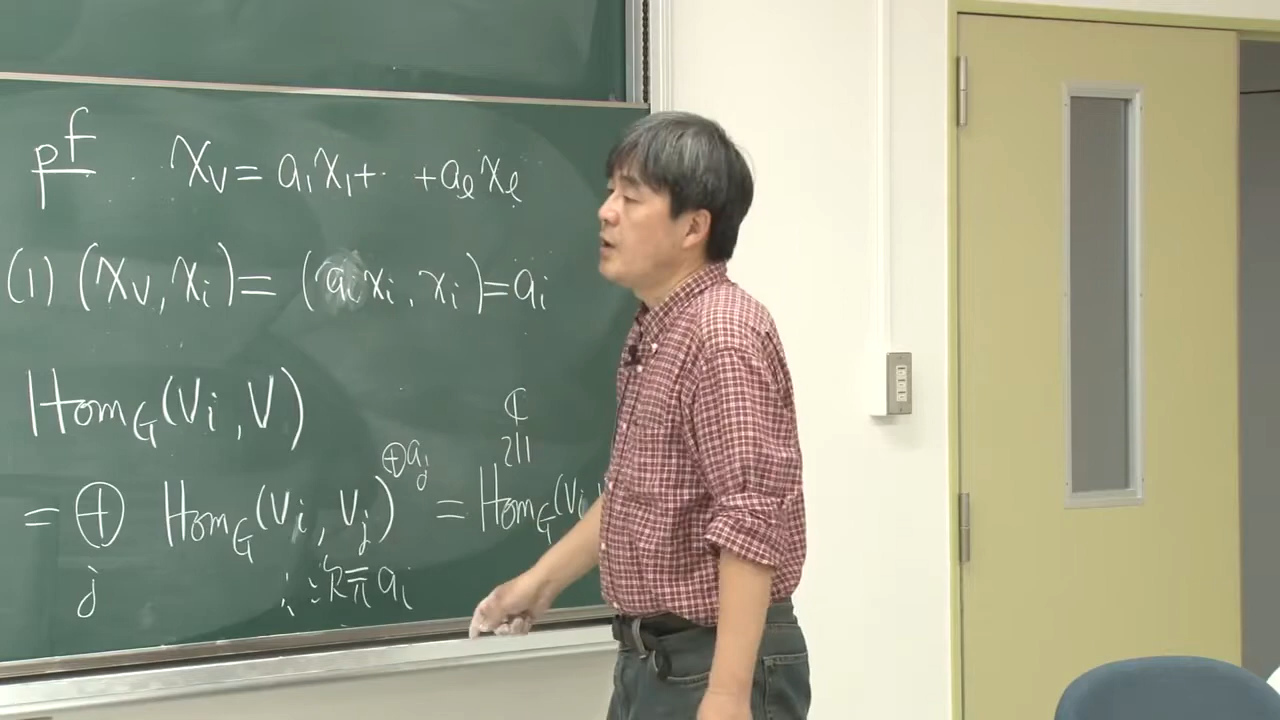 pf χ_V = a_1χ_1+ ·· +a_ℓχ_ℓ
(1) (χ_V, χ_i) = (a_iχ_i, χ_i) = a_i
Hom_G(V_i, V)
ℂ
≀||
= ⊕_j Hom_G(V_i, V_j)^{⊕a_j} = Hom_G(V_i
∴ 次元 a_i